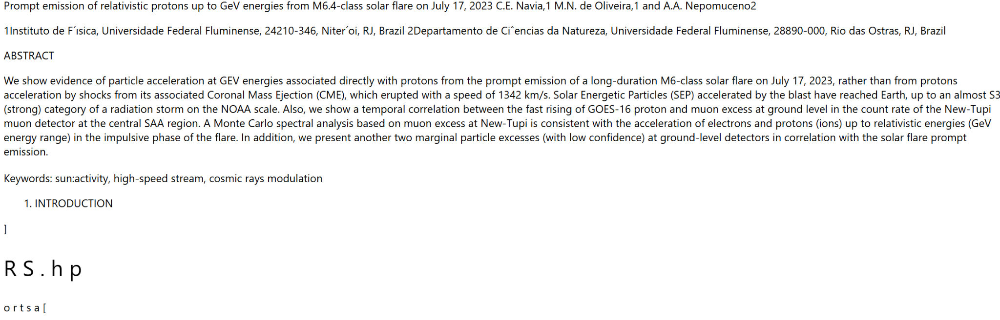 Prompt emission of relativistic protons up to GeV energies from M6.4-class solar flare on July 17, 2023 C.E. Navia,1 M.N. de Oliveira,1 and A.A. Nepomuceno2
1Instituto de F´ısica, Universidade Federal Fluminense, 24210-346, Niter´oi, RJ, Brazil 2Departamento de Ciˆencias da Natureza, Universidade Federal Fluminense, 28890-000, Rio das Ostras, RJ, Brazil
ABSTRACT
We show evidence of particle acceleration at GEV energies associated directly with protons from the prompt emission of a long-duration M6-class solar flare on July 17, 2023, rather than from protons
acceleration by shocks from its associated Coronal Mass Ejection (CME), which erupted with a speed of 1342 km/s. Solar Energetic Particles (SEP) accelerated by the blast have reached Earth, up to an almost S3
(strong) category of a radiation storm on the NOAA scale. Also, we show a temporal correlation between the fast rising of GOES-16 proton and muon excess at ground level in the count rate of the New-Tupi
muon detector at the central SAA region. A Monte Carlo spectral analysis based on muon excess at New-Tupi is consistent with the acceleration of electrons and protons (ions) up to relativistic energies (GeV
energy range) in the impulsive phase of the flare. In addition, we present another two marginal particle excesses (with low confidence) at ground-level detectors in correlation with the solar flare prompt
emission.
Keywords: sun:activity, high-speed stream, cosmic rays modulation
1. INTRODUCTION
]
R S . h p
o r t s a [